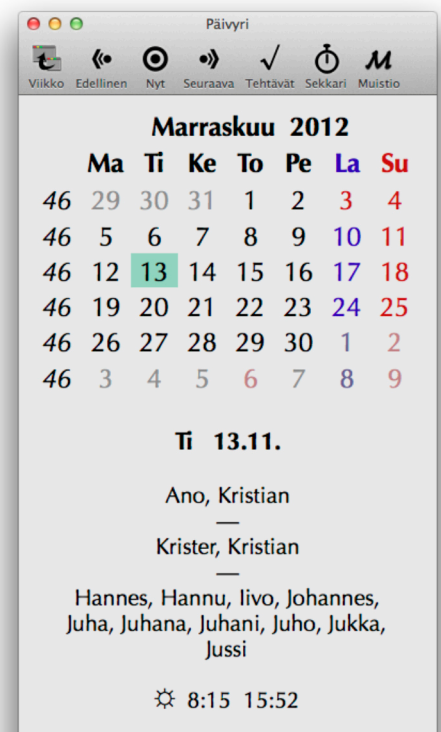 Päivyri
Viikko Edellinen Nyt Seuraava Tehtävät Sekkari Muistio
Marraskuu 2012
Ma Ti Ke To Pe La Su
46 29 30 31 1 2 3 4
46 5 6 7 8 9 10 11
46 12 13 14 15 16 17 18
46 19 20 21 22 23 24 25
46 26 27 28 29 30 1 2
46 3 4 5 6 7 8 9
Ti 13.11.
Ano, Kristian
—
Krister, Kristian
—
Hannes, Hannu, Iivo, Johannes,
Juha, Juhana, Juhani, Juho, Jukka,
Jussi
☼ 8:15 15:52